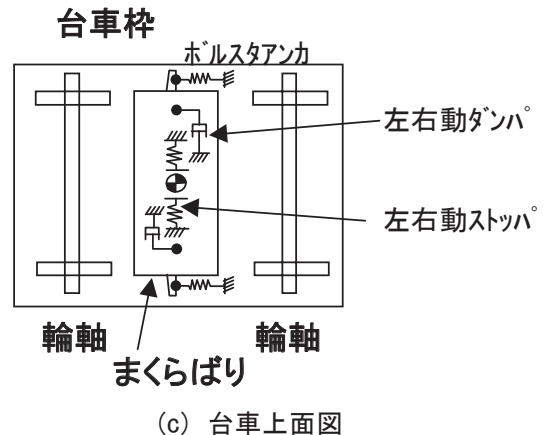 台車枠
ボルスタアンカ
左右動ダンパ
左右動ストッパ
輪軸
輪軸
まくらばり
(c) 台車上面図